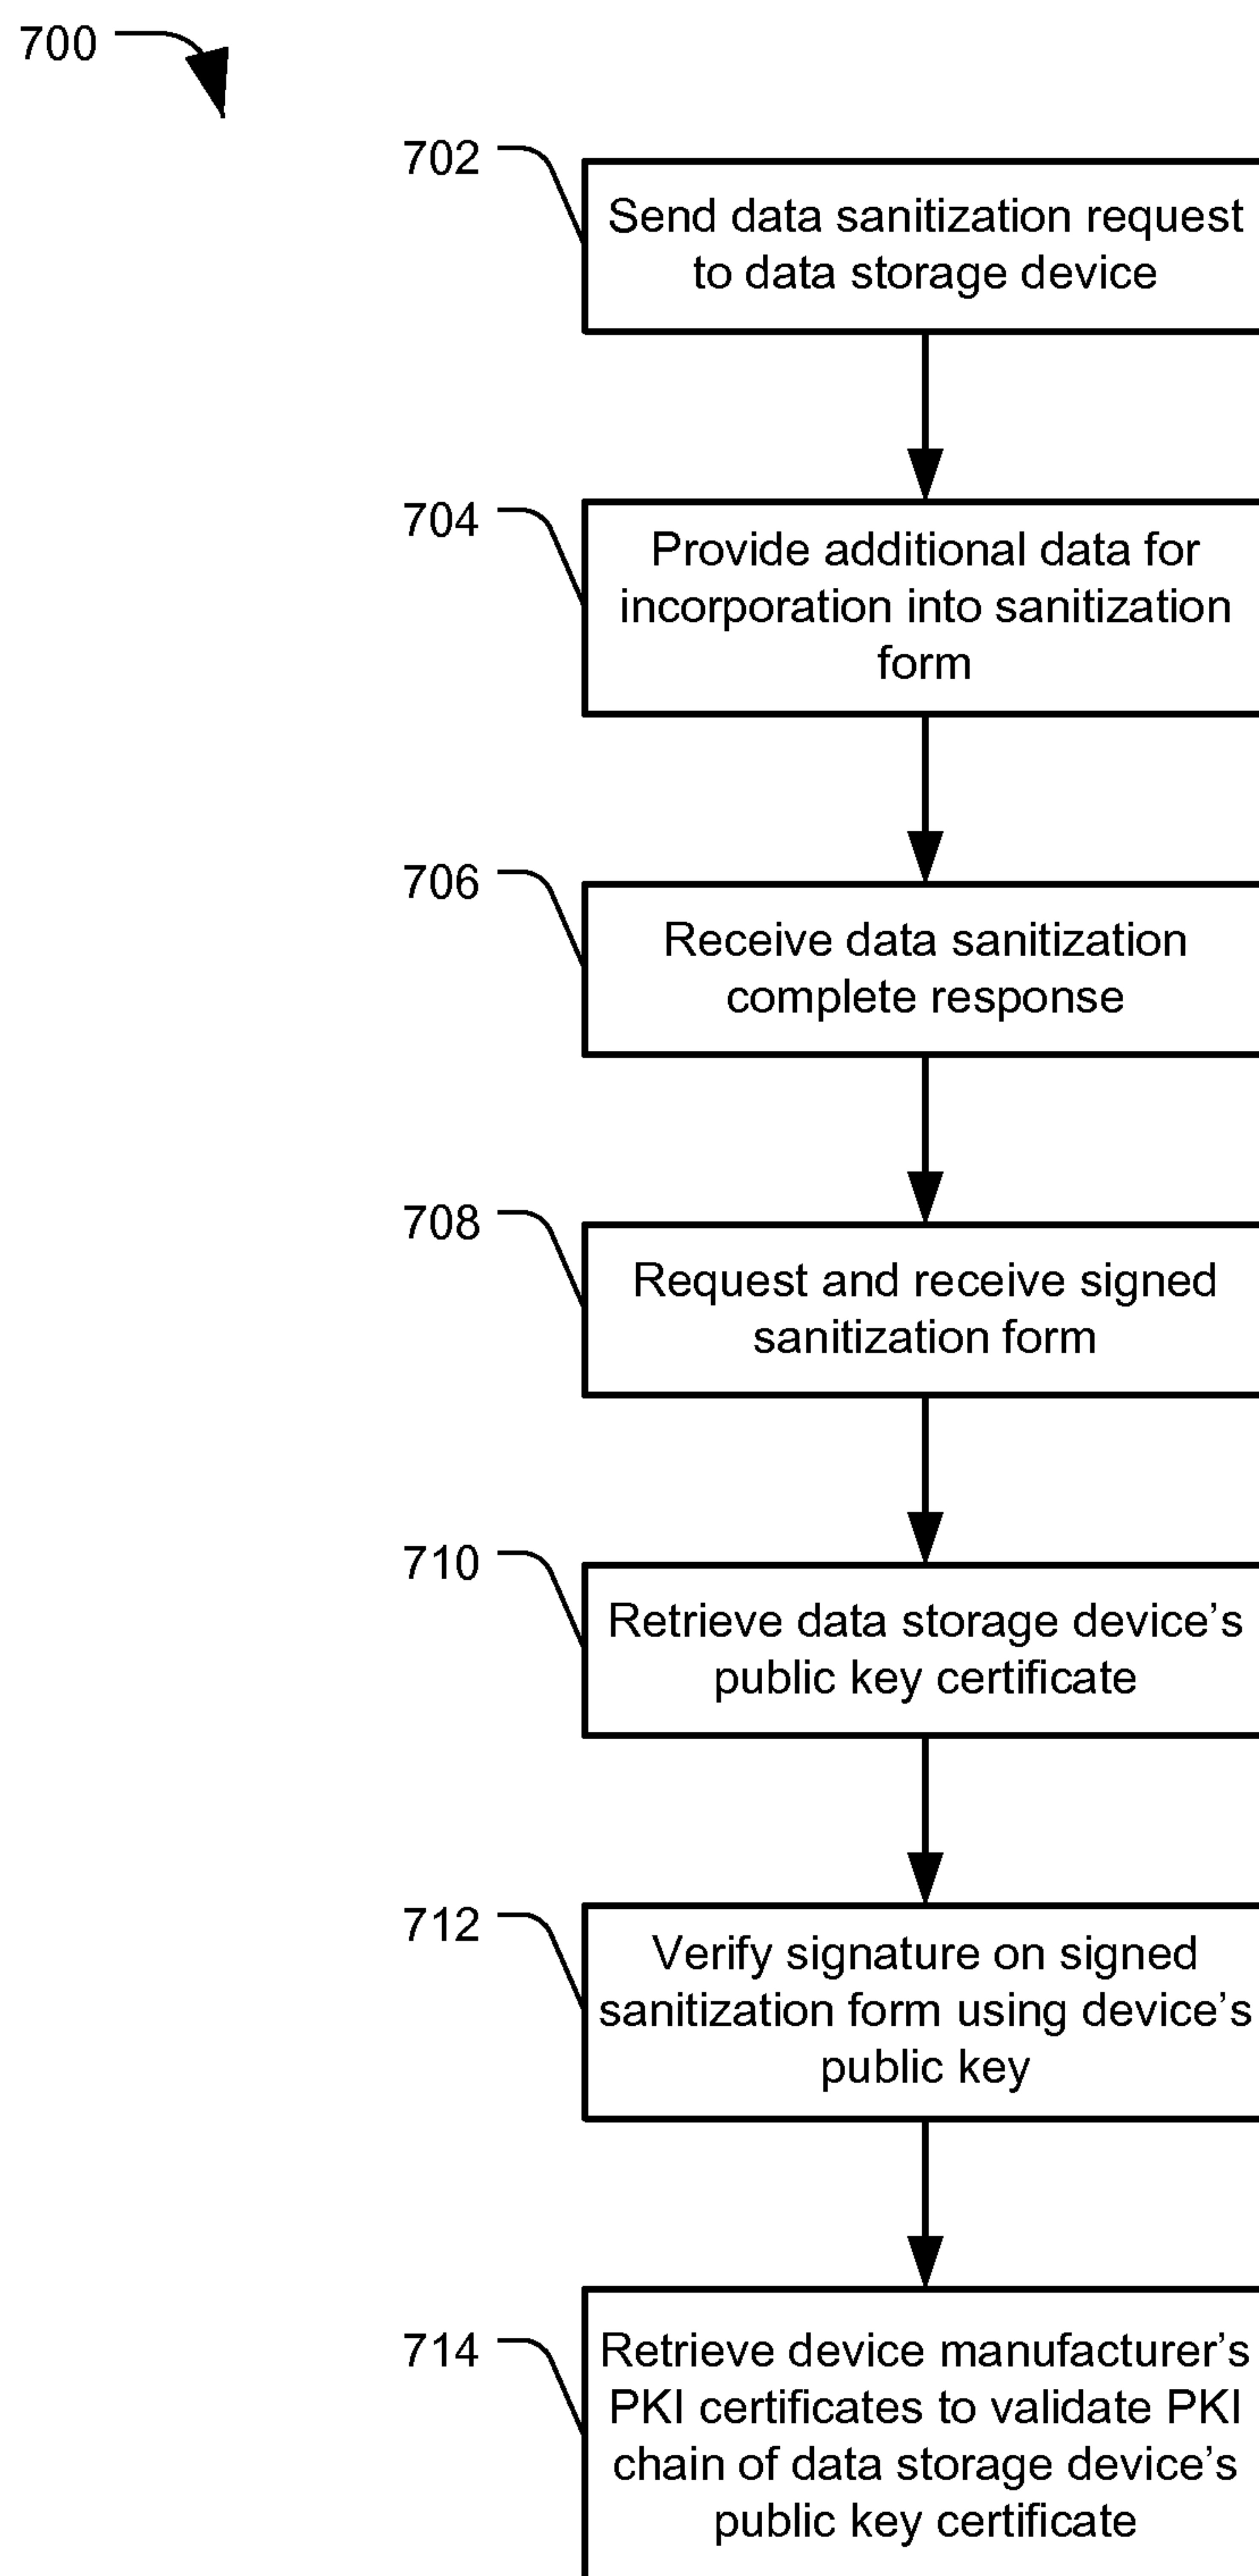 700
702
Send data sanitization request
to data storage device
704
Provide additional data for
incorporation into sanitization
form
706
Receive data sanitization
complete response
708
Request and receive signed
sanitization form
710
Retrieve data storage device’s
public key certificate
712
Verify signature on signed
sanitization form using device’s
public key
714
Retrieve device manufacturer’s
PKI certificates to validate PKI
chain of data storage device’s
public key certificate